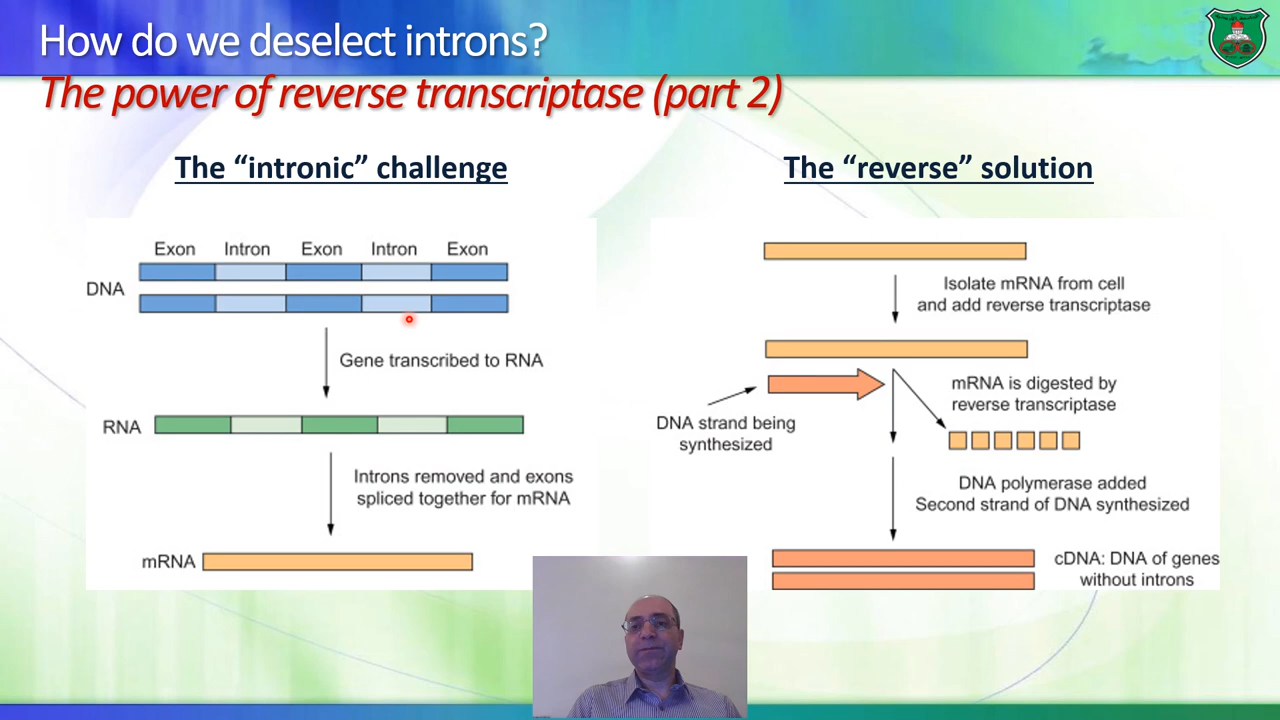 How do we deselect introns?
The power of reverse transcriptase (part 2)
The “intronic” challenge
Exon Intron Exon Intron Exon
DNA
Gene transcribed to RNA
RNA
Introns removed and exons
spliced together for mRNA
mRNA
The “reverse” solution
Isolate mRNA from cell
and add reverse transcriptase
DNA strand being
synthesized
mRNA is digested by
reverse transcriptase
DNA polymerase added
Second strand of DNA synthesized
cDNA: DNA of genes
without introns